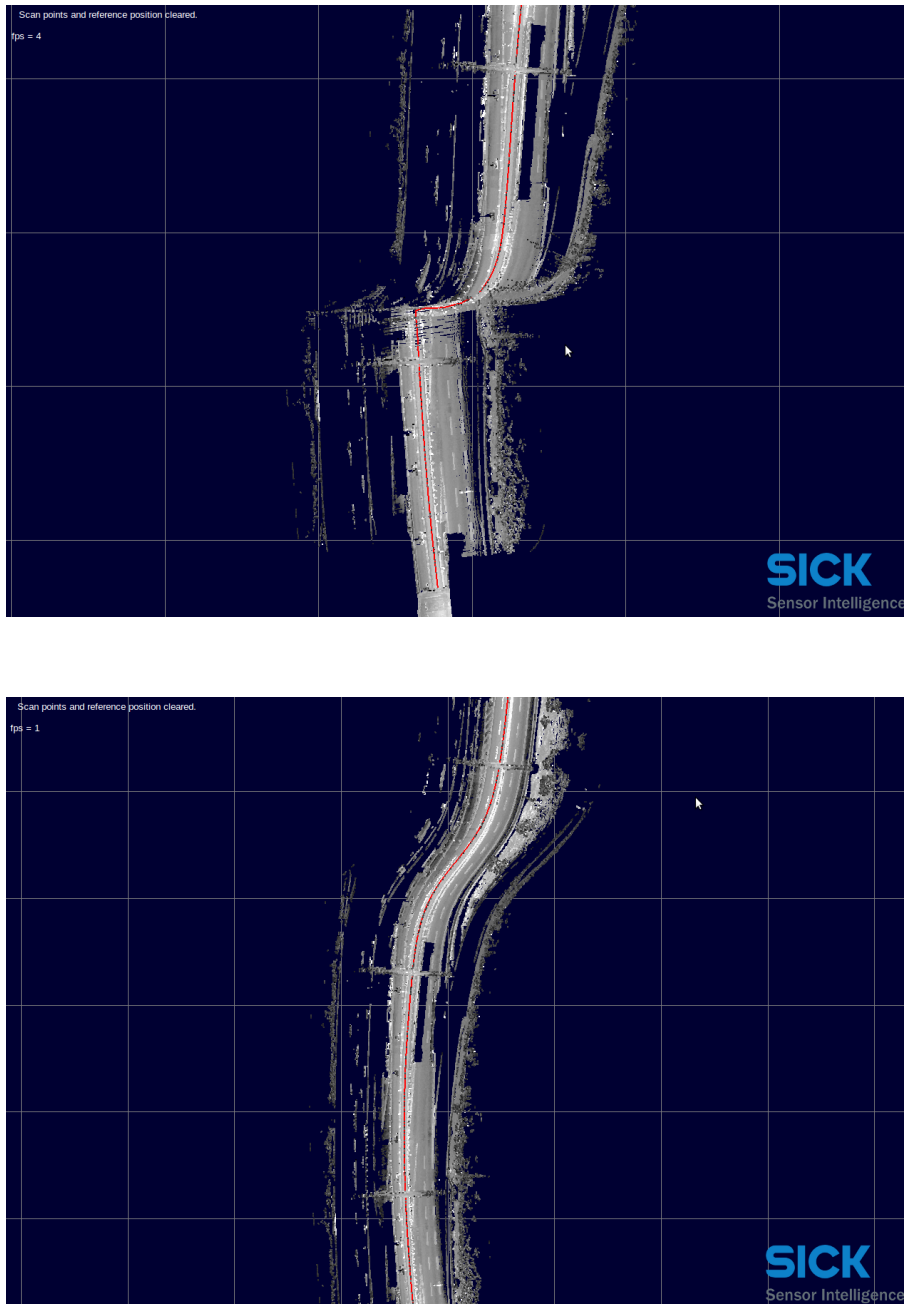 Scan points and reference position cleared.
fps = 4
SICK
Sensor Intelligence
Scan points and reference position cleared.
fps = 1
SICK
Sensor Intelligence